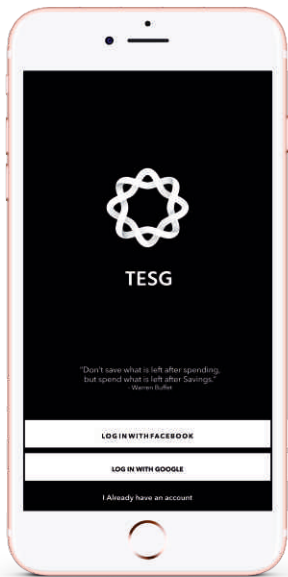 TESG
"Don't save what is left after spending,
but spend what is left after Savings."
- Warren Buffet
LOG IN WITH FACEBOOK
LOG IN WITH GOOGLE
I Already have an account